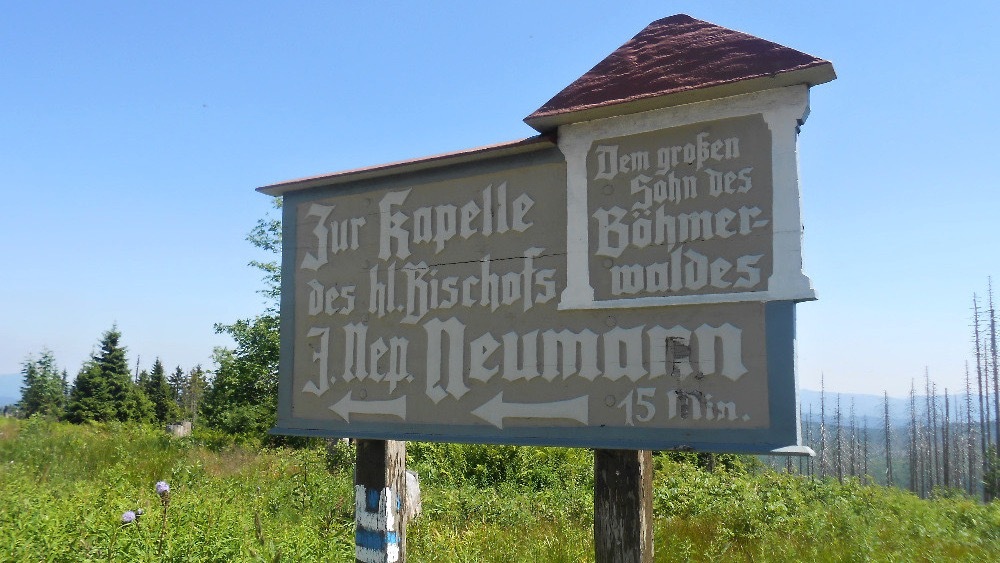 Zur Kapelle
des hl. Bischofs
J. Nep. Neumann
15 Min.
Dem großen
Sohn des
Böhmer-
waldes